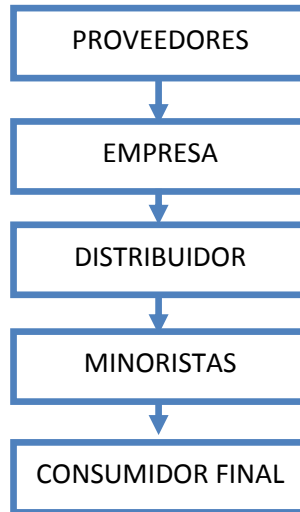 PROVEEDORES
EMPRESA
DISTRIBUIDOR
MINORISTAS
CONSUMIDOR FINAL